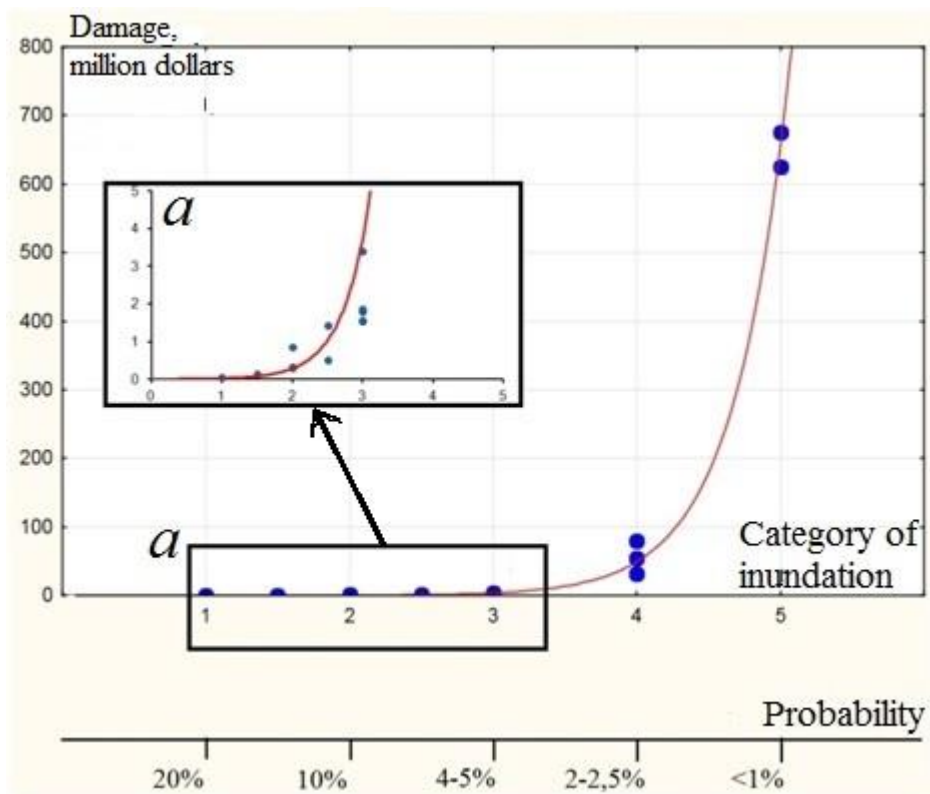 Damage,
million dollars
800
700
600
500
400
300
200
100
0
a
5
4
3
2
1
0
0 1 2 3 4 5
a
Category of
inundation
1 2 3 4 5
Probability
20% 10% 4-5% 2-2,5% <1%